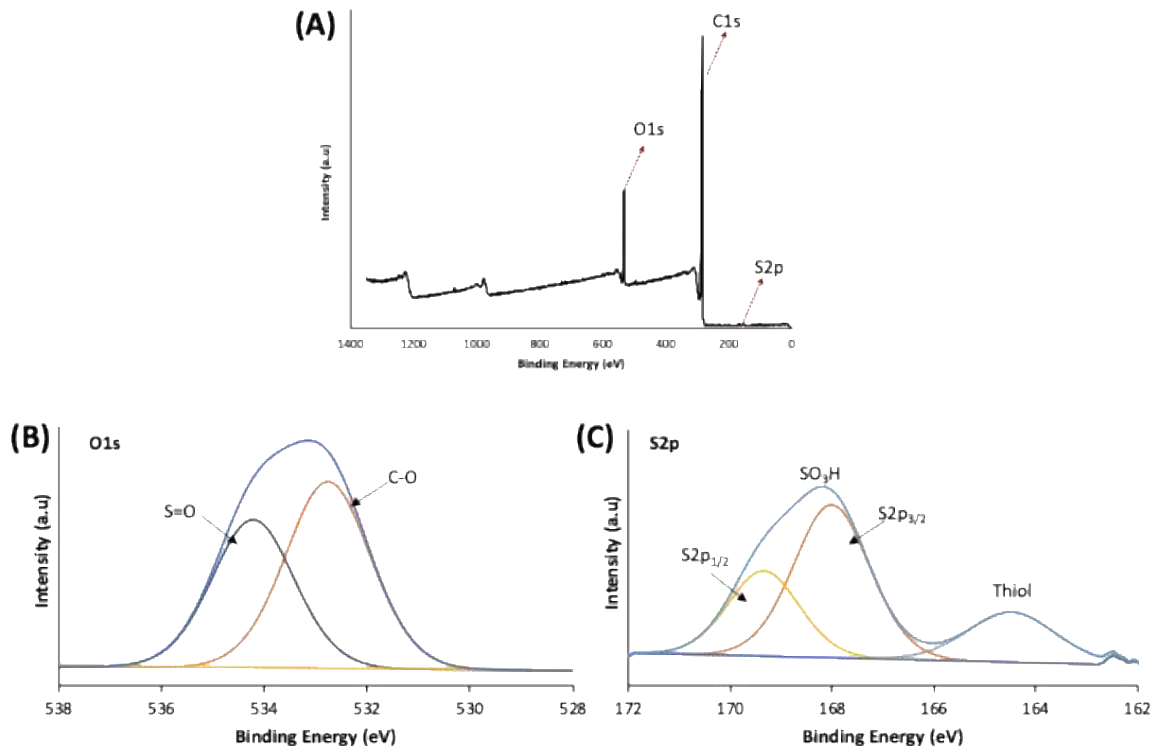 (A)
C1s
O1s
S2p
Intensity (a.u)
1400 1200 1000 800 600 400 200 0
Binding Energy (eV)
(B) O1s
S=O
C-O
Intensity (a.u)
538 536 534 532 530 528
Binding Energy (eV)
(C) S2p
SO₃H
S2p₃/₂
S2p₁/₂
Thiol
Intensity (a.u)
172 170 168 166 164 162
Binding Energy (eV)